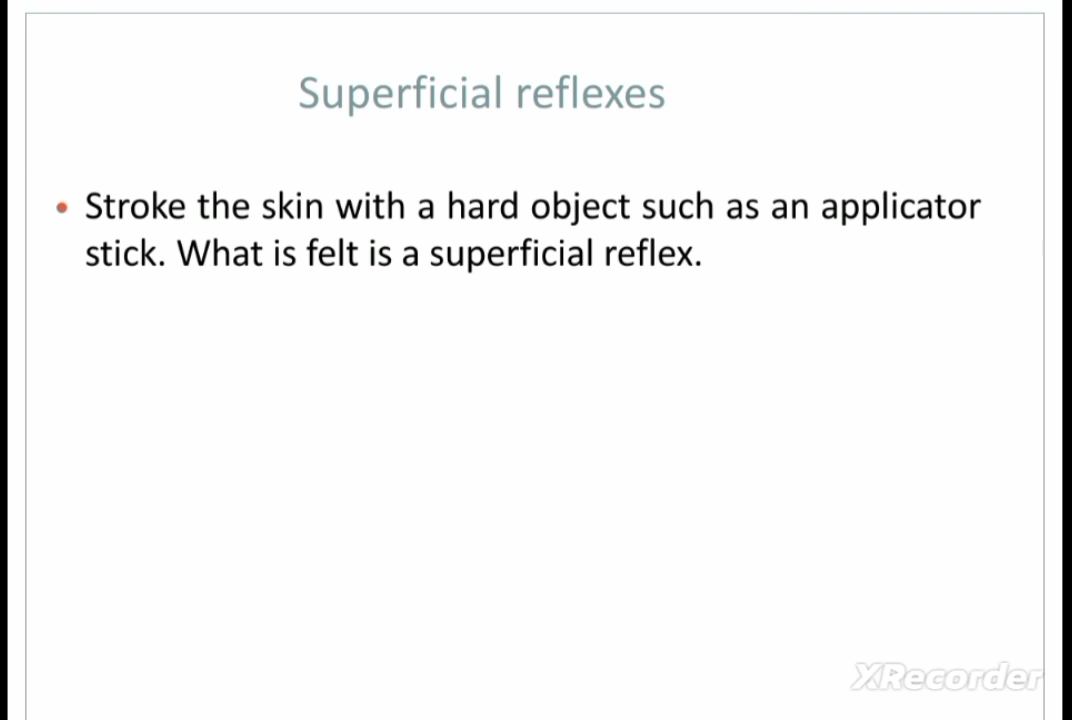 Superficial reflexes
• Stroke the skin with a hard object such as an applicator
stick. What is felt is a superficial reflex.
XRecorder